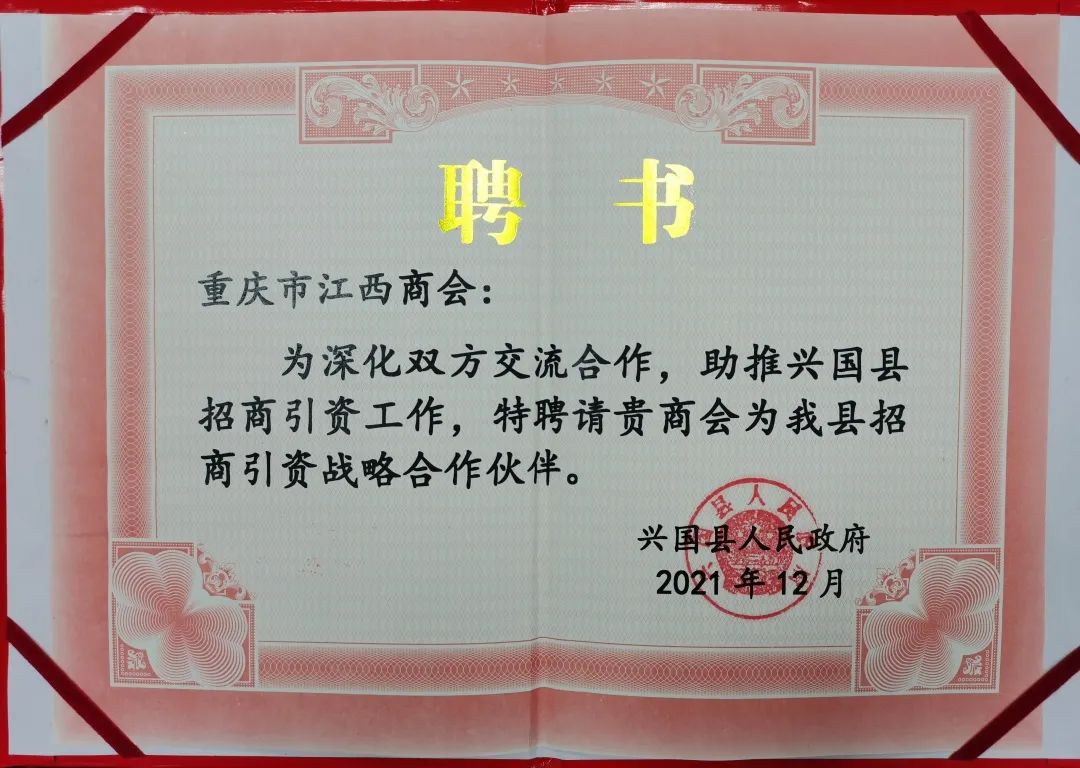 聘书
重庆市江西商会：
为深化双方交流合作，助推兴国县
招商引资工作，特聘请贵商会为我县招
商引资战略合作伙伴。
兴国县人民政府
2021年12月